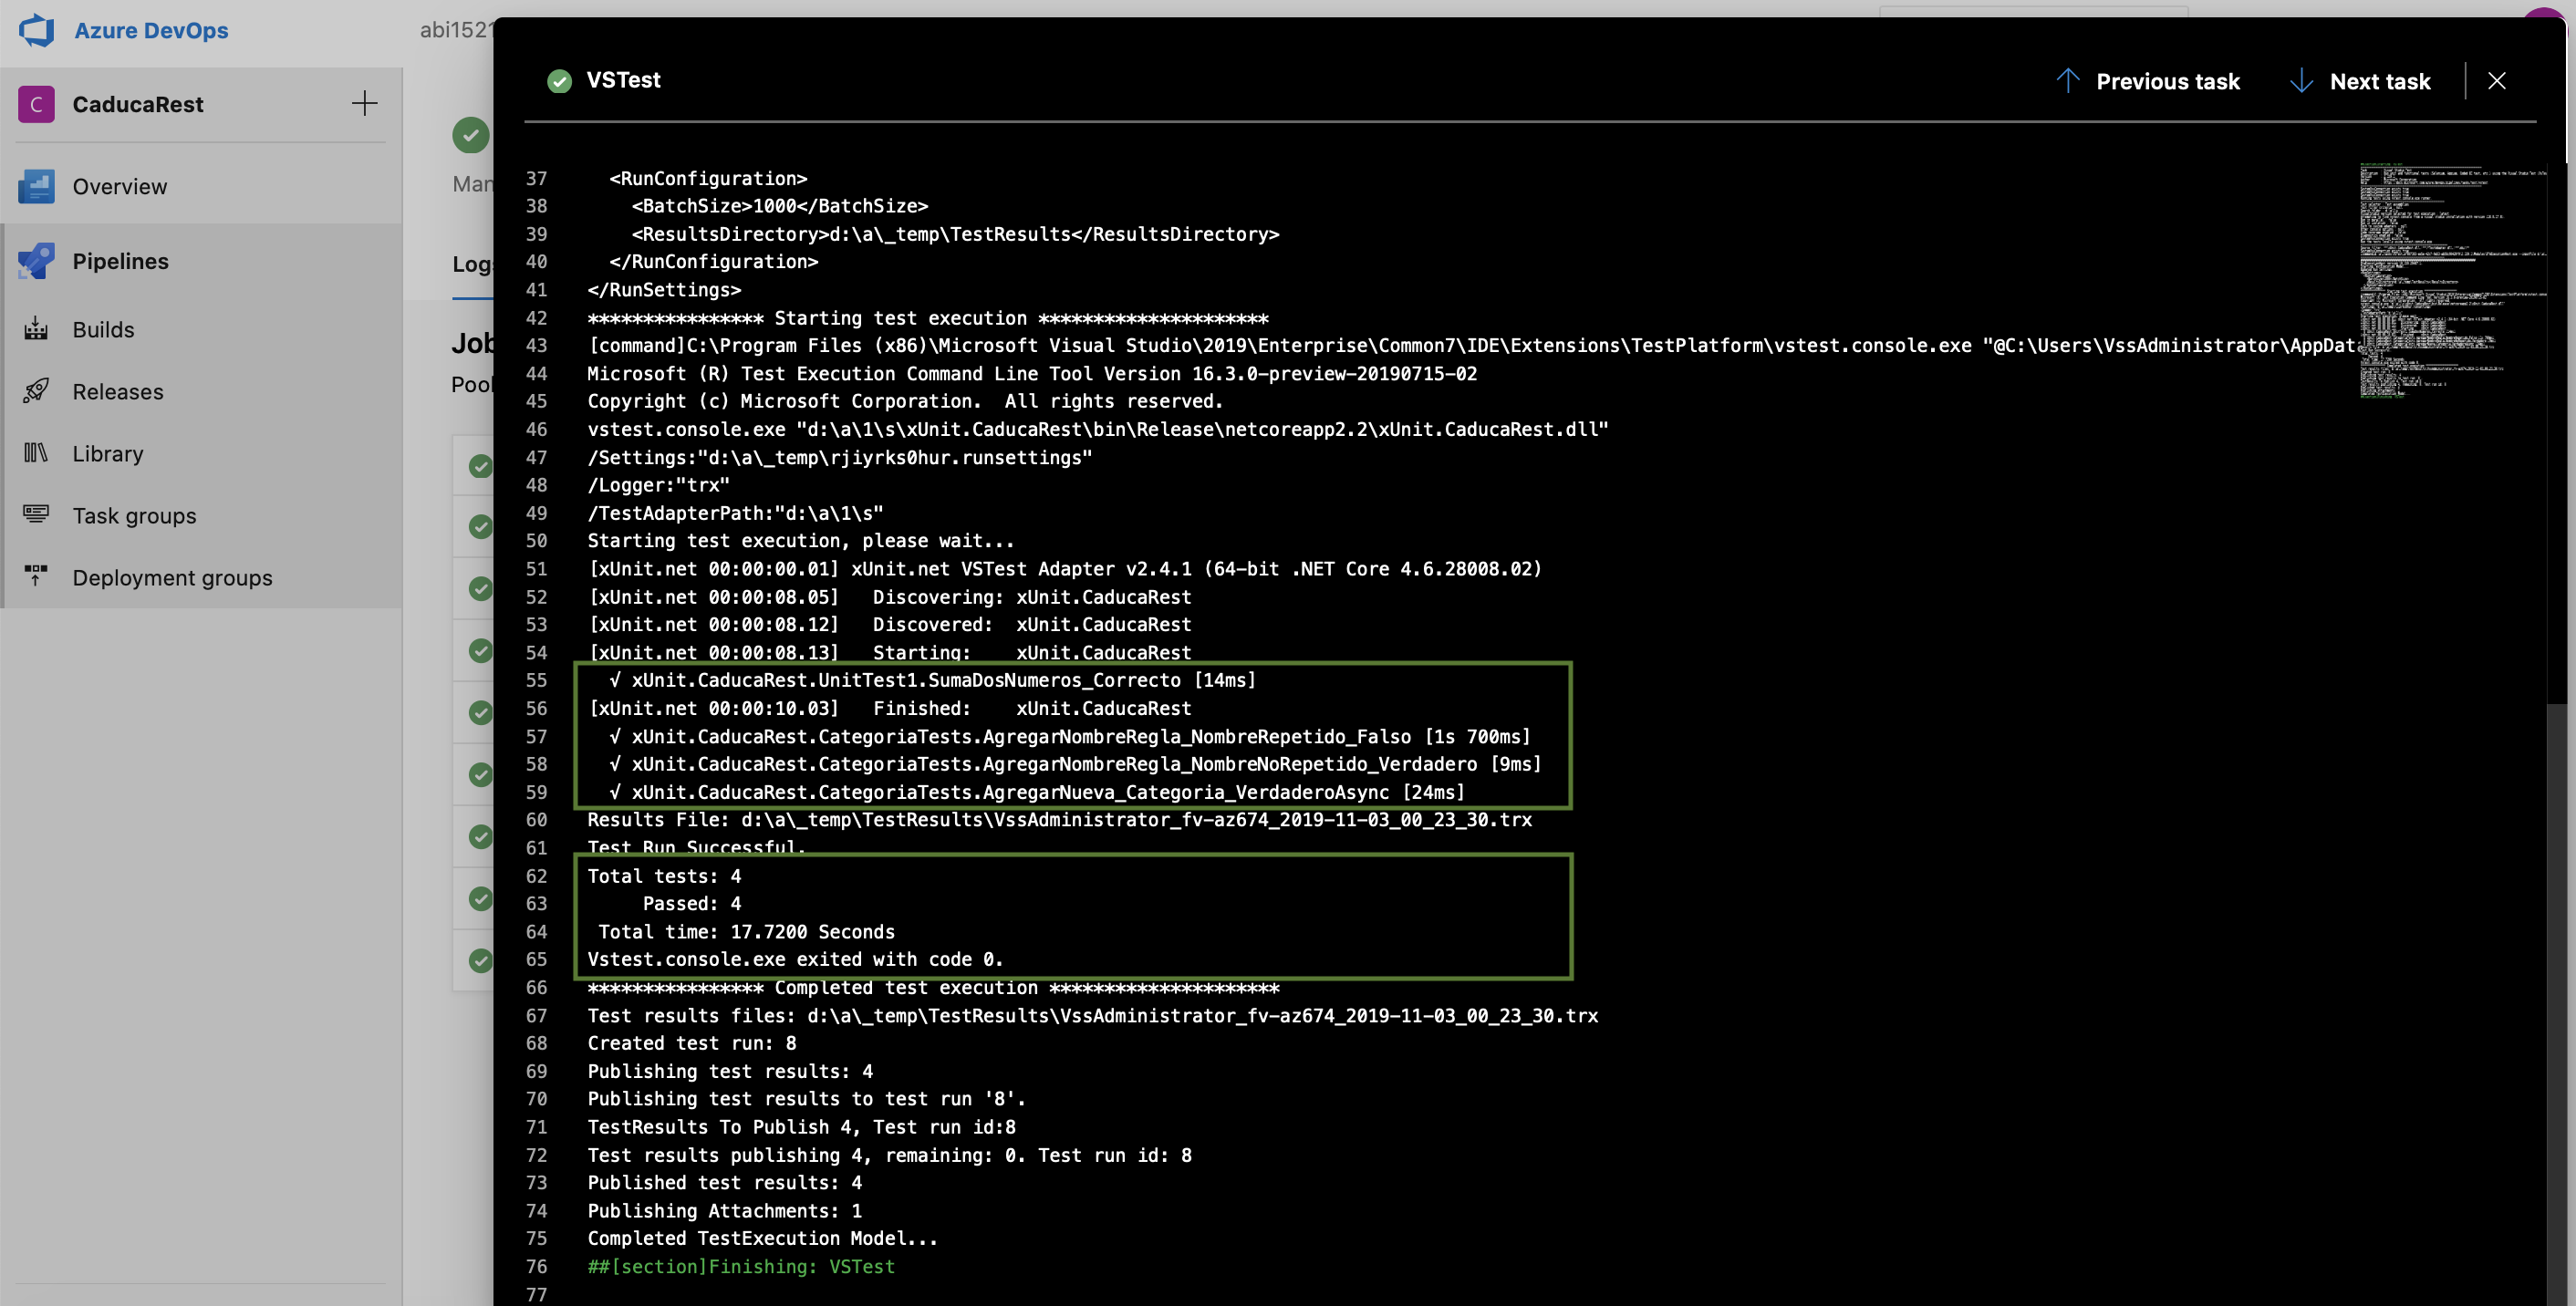 Azure DevOps
abi1521
C CaducaRest
Overview
Pipelines
Builds
Releases
Library
Task groups
Deployment groups
Logs
VSTest
Previous task
Next task
37 <RunConfiguration>
38 <BatchSize>1000</BatchSize>
39 <ResultsDirectory>d:\a\_temp\TestResults</ResultsDirectory>
40 </RunConfiguration>
41 </RunSettings>
42 **************** Starting test execution *********************
43 [command]C:\Program Files (x86)\Microsoft Visual Studio\2019\Enterprise\Common7\IDE\Extensions\TestPlatform\vstest.console.exe "@C:\Users\VssAdministrator\AppDat
44 Microsoft (R) Test Execution Command Line Tool Version 16.3.0-preview-20190715-02
45 Copyright (c) Microsoft Corporation.  All rights reserved.
46 vstest.console.exe "d:\a\1\s\xUnit.CaducaRest\bin\Release\netcoreapp2.2\xUnit.CaducaRest.dll"
47 /Settings:"d:\a\_temp\rjiyrks0hur.runsettings"
48 /Logger:"trx"
49 /TestAdapterPath:"d:\a\1\s"
50 Starting test execution, please wait...
51 [xUnit.net 00:00:00.01] xUnit.net VSTest Adapter v2.4.1 (64-bit .NET Core 4.6.28008.02)
52 [xUnit.net 00:00:08.05]   Discovering: xUnit.CaducaRest
53 [xUnit.net 00:00:08.12]   Discovered:  xUnit.CaducaRest
54 [xUnit.net 00:00:08.13]   Starting:    xUnit.CaducaRest
55 √ xUnit.CaducaRest.UnitTest1.SumaDosNumeros_Correcto [14ms]
56 [xUnit.net 00:00:10.03]   Finished:    xUnit.CaducaRest
57 √ xUnit.CaducaRest.CategoriaTests.AgregarNombreRegla_NombreRepetido_Falso [1s 700ms]
58 √ xUnit.CaducaRest.CategoriaTests.AgregarNombreRegla_NombreNoRepetido_Verdadero [9ms]
59 √ xUnit.CaducaRest.CategoriaTests.AgregarNueva_Categoria_VerdaderoAsync [24ms]
60 Results File: d:\a\_temp\TestResults\VssAdministrator_fv-az674_2019-11-03_00_23_30.trx
61 Test Run Successful.
62 Total tests: 4
63 Passed: 4
64 Total time: 17.7200 Seconds
65 Vstest.console.exe exited with code 0.
66 **************** Completed test execution *********************
67 Test results files: d:\a\_temp\TestResults\VssAdministrator_fv-az674_2019-11-03_00_23_30.trx
68 Created test run: 8
69 Publishing test results: 4
70 Publishing test results to test run '8'.
71 TestResults To Publish 4, Test run id:8
72 Test results publishing 4, remaining: 0. Test run id: 8
73 Published test results: 4
74 Publishing Attachments: 1
75 Completed TestExecution Model...
76 ##[section]Finishing: VSTest
77